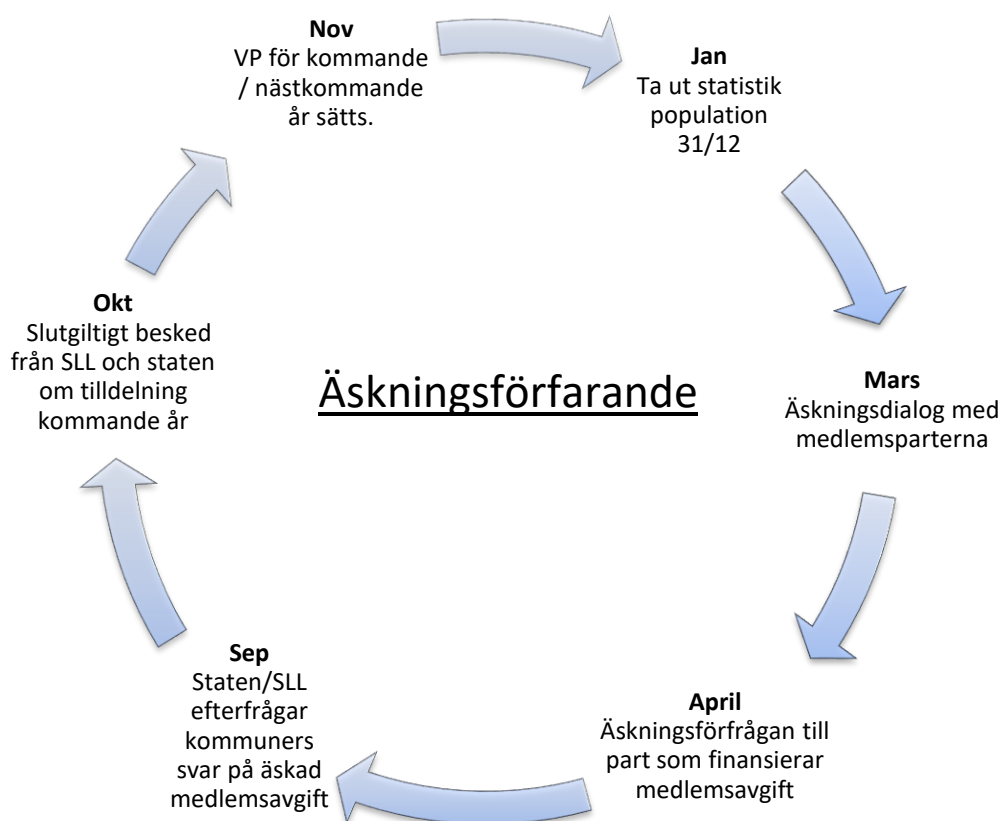 Nov
VP för kommande
/ nästkommande
år sätts.
Jan
Ta ut statistik
population
31/12
Mars
Äskningsdialog med
medlemsparterna
April
Äskningsförfrågan till
part som finansierar
medlemsavgift
Sep
Staten/SLL
efterfrågar
kommuners
svar på äskad
medlemsavgift
Okt
Slutgiltigt besked
från SLL och staten
om tilldelning
kommande år
Äskningsförfarande